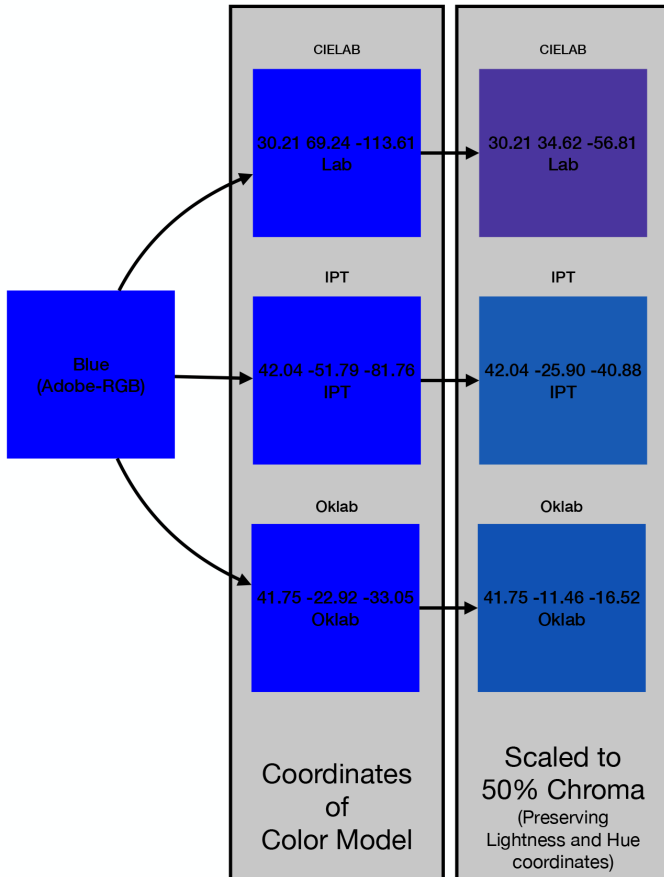 Blue
(Adobe-RGB)
CIELAB
30.21 69.24 -113.61
Lab
IPT
42.04 -51.79 -81.76
IPT
Oklab
41.75 -22.92 -33.05
Oklab
Coordinates
of
Color Model
CIELAB
30.21 34.62 -56.81
Lab
IPT
42.04 -25.90 -40.88
IPT
Oklab
41.75 -11.46 -16.52
Oklab
Scaled to
50% Chroma
(Preserving
Lightness and Hue
coordinates)